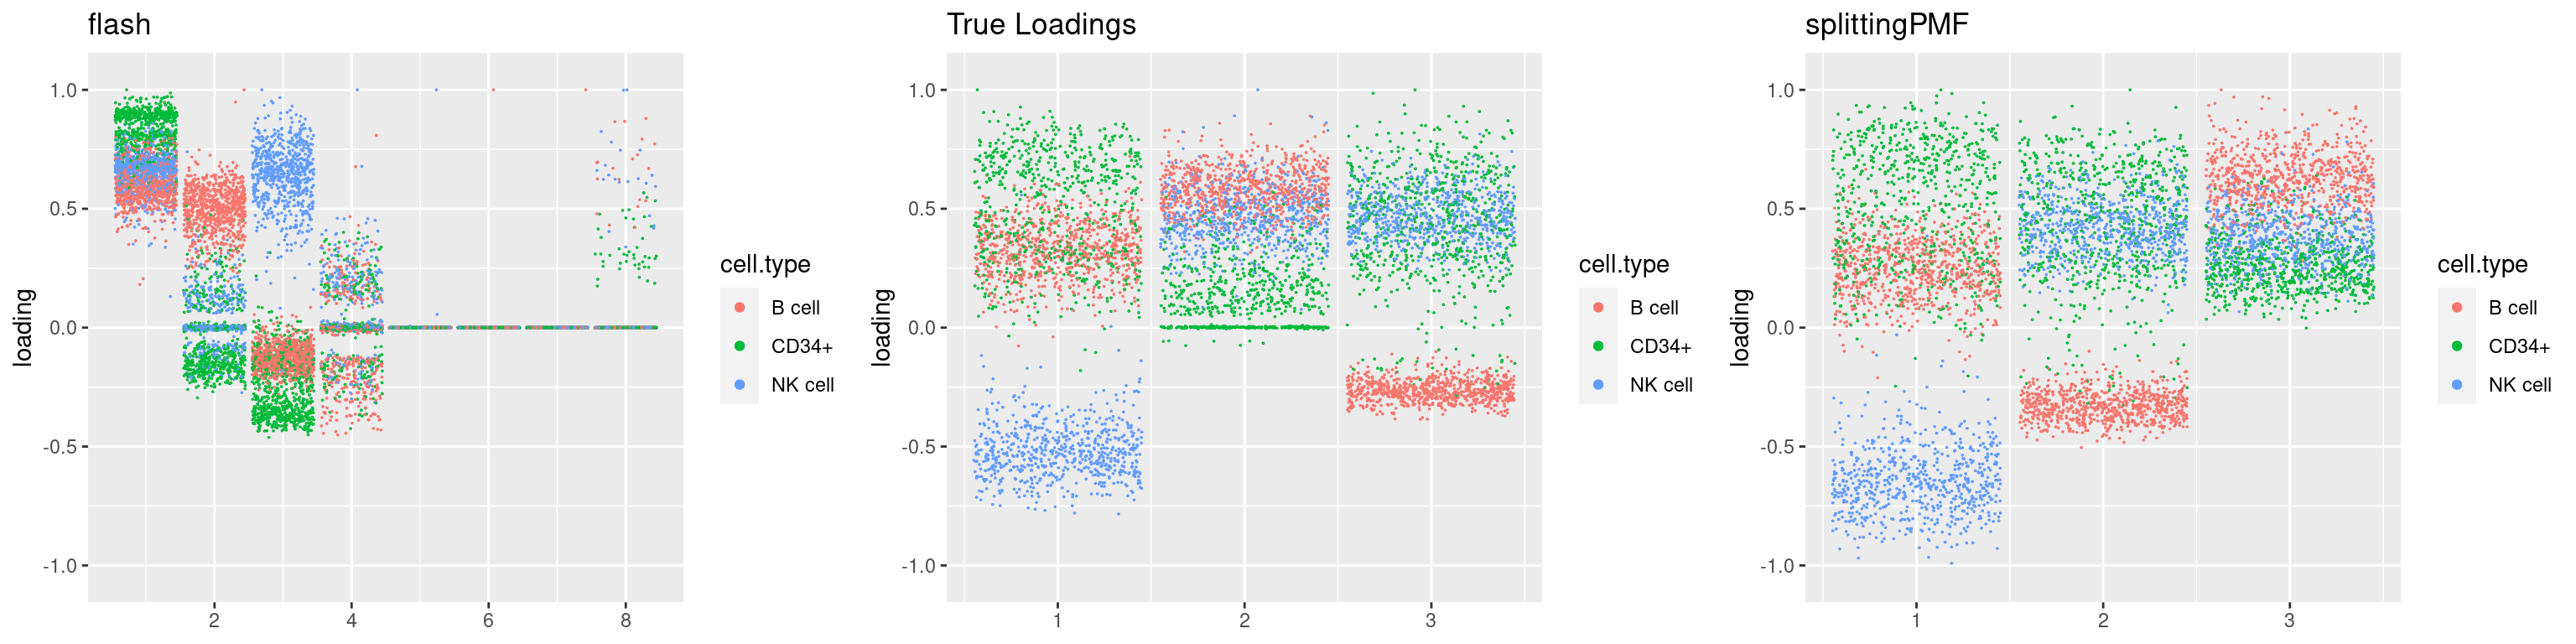 flash
loading
1.0
0.5
0.0
-0.5
-1.0
2
4
6
8
cell.type
B cell
CD34+
NK cell
True Loadings
loading
1.0
0.5
0.0
-0.5
-1.0
1
2
3
cell.type
B cell
CD34+
NK cell
splittingPMF
loading
1.0
0.5
0.0
-0.5
-1.0
1
2
3
cell.type
B cell
CD34+
NK cell